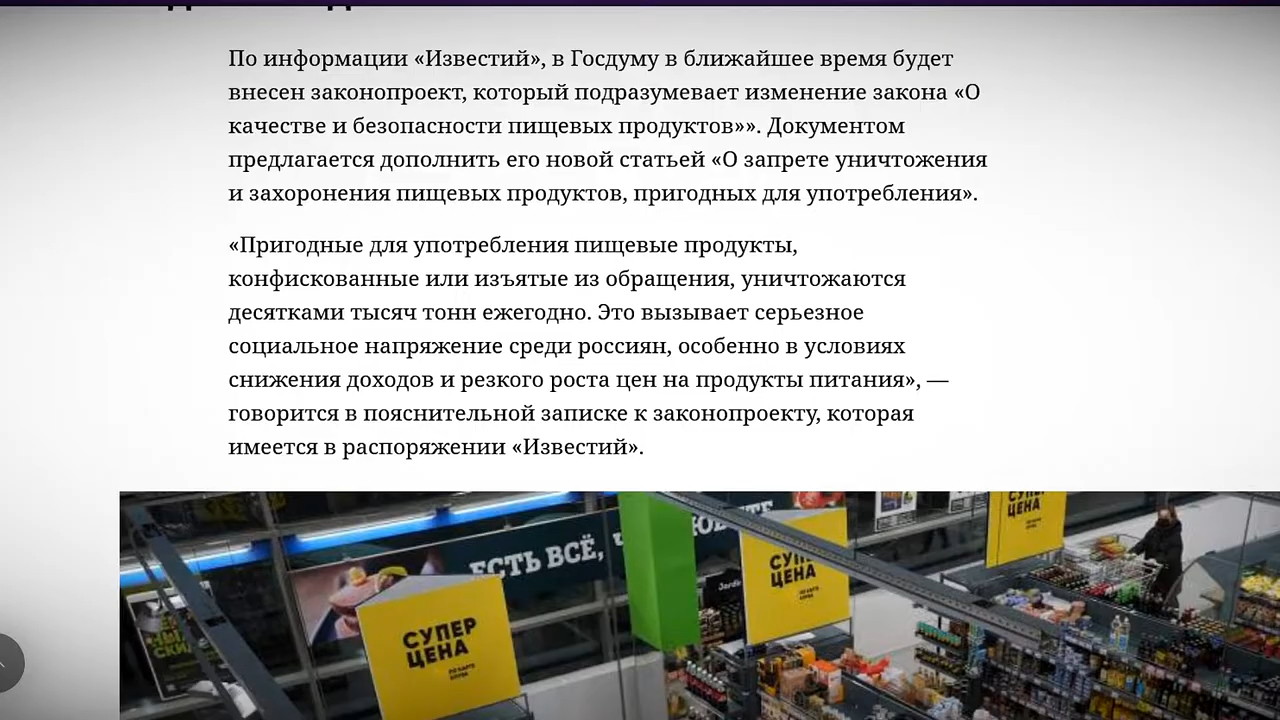 По информации «Известий», в Госдуму в ближайшее время будет
внесен законопроект, который подразумевает изменение закона «О
качестве и безопасности пищевых продуктов»». Документом
предлагается дополнить его новой статьей «О запрете уничтожения
и захоронения пищевых продуктов, пригодных для употребления».
«Пригодные для употребления пищевые продукты,
конфискованные или изъятые из обращения, уничтожаются
десятками тысяч тонн ежегодно. Это вызывает серьезное
социальное напряжение среди россиян, особенно в условиях
снижения доходов и резкого роста цен на продукты питания», —
говорится в пояснительной записке к законопроекту, которая
имеется в распоряжении «Известий».
ЕСТЬ ВСЁ,
СУПЕР
ЦЕНА
ЦЕНА
ЦЕНА